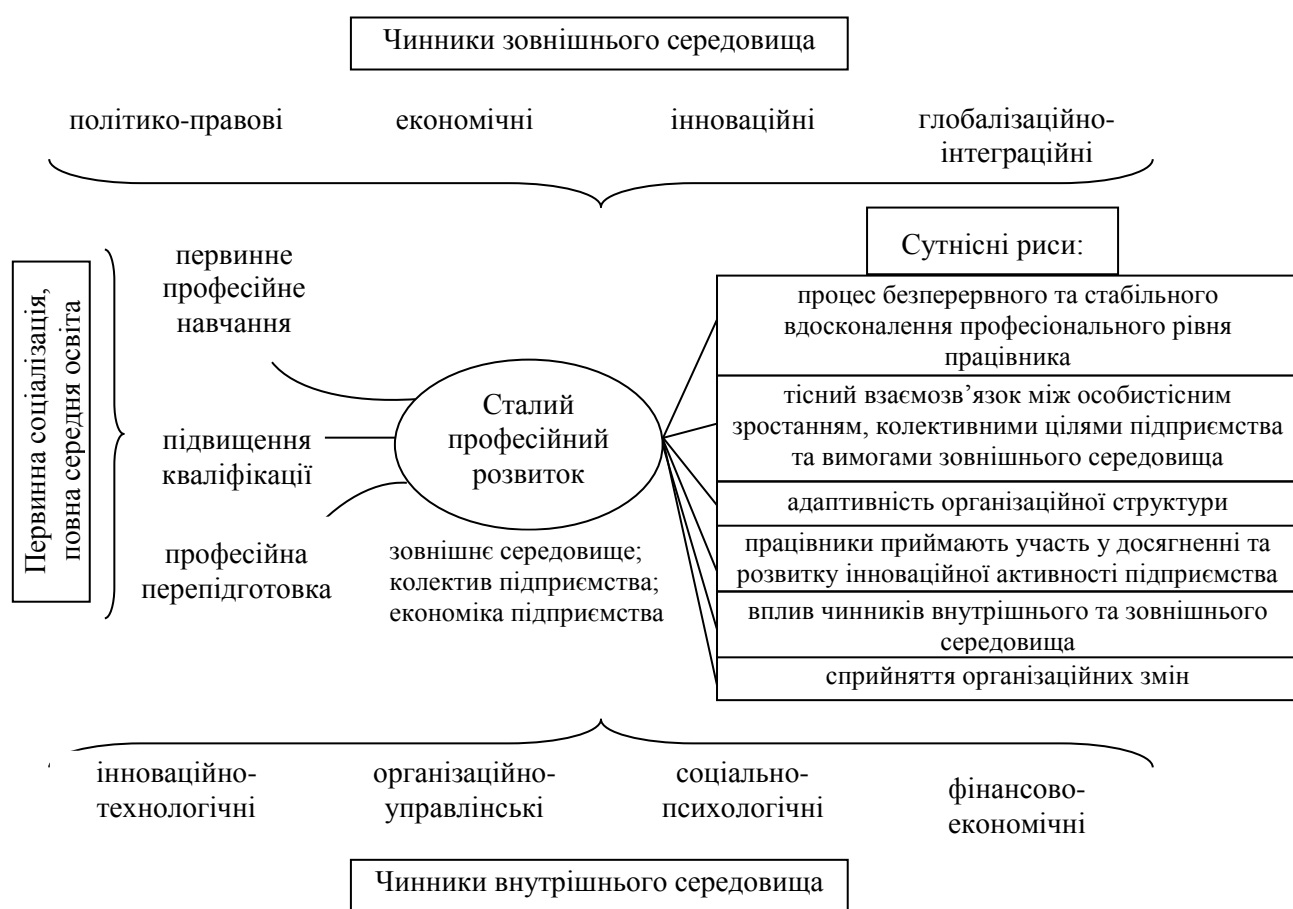 Чинники зовнішнього середовища
політико-правові
економічні
інноваційні
глобалізаційно-
інтеграційні
Первинна соціалізація,
повна середня освіта
первинне
професійне
навчання
підвищення
кваліфікації
професійна
перепідготовка
Сталий
професійний
розвиток
зовнішнє середовище;
колектив підприємства;
економіка підприємства
Сутнісні риси:
процес безперервного та стабільного
вдосконалення професіонального рівня
працівника
тісний взаємозв’язок між особистісним
зростанням, колективними цілями підприємства
та вимогами зовнішнього середовища
адаптивність організаційної структури
працівники приймають участь у досягненні та
розвитку інноваційної активності підприємства
вплив чинників внутрішнього та зовнішнього
середовища
сприйняття організаційних змін
інноваційно-
технологічні
організаційно-
управлінські
соціально-
психологічні
фінансово-
економічні
Чинники внутрішнього середовища